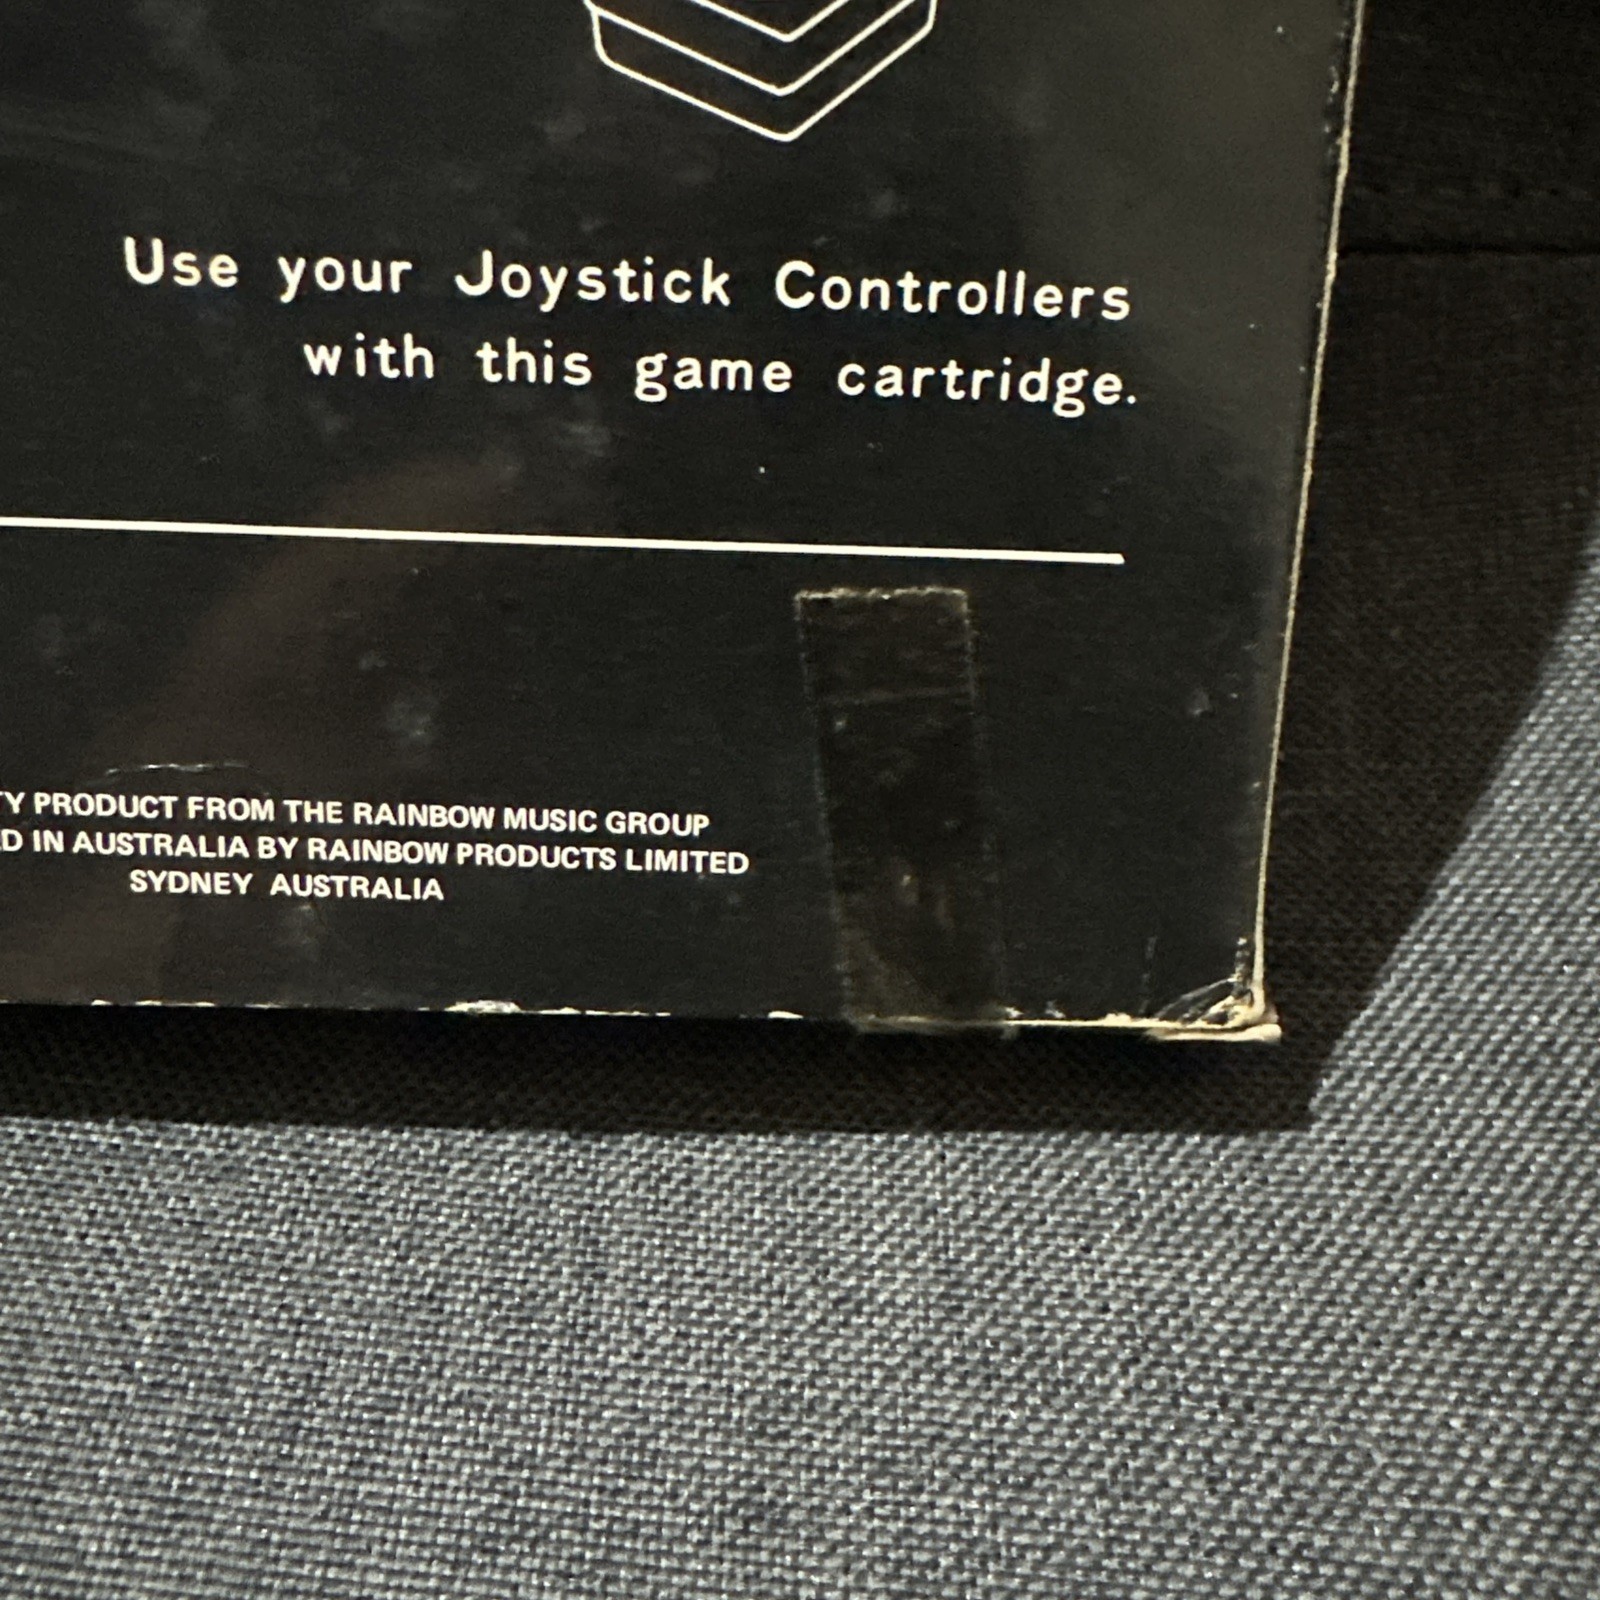 Use your Joystick Controllers
with this game cartridge.
PRODUCT FROM THE RAINBOW MUSIC GROUP
IN AUSTRALIA BY RAINBOW PRODUCTS LIMITED
SYDNEY AUSTRALIA